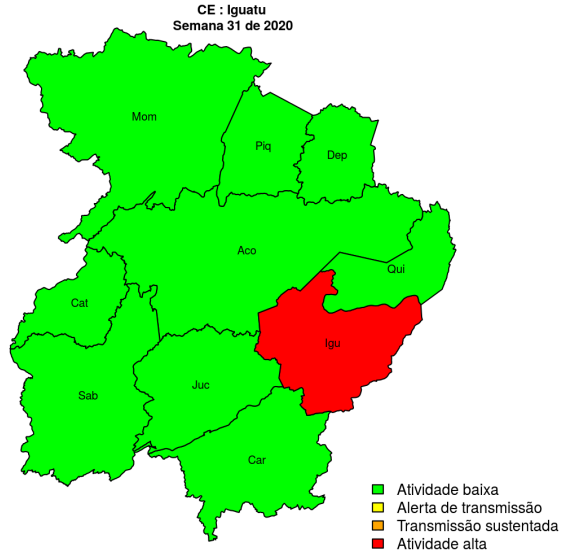 CE : Iguatu
Semana 31 de 2020
Mom
Piq
Dep
Aco
Qui
Cat
Igu
Sab
Juc
Car
Atividade baixa
Alerta de transmissão
Transmissão sustentada
Atividade alta